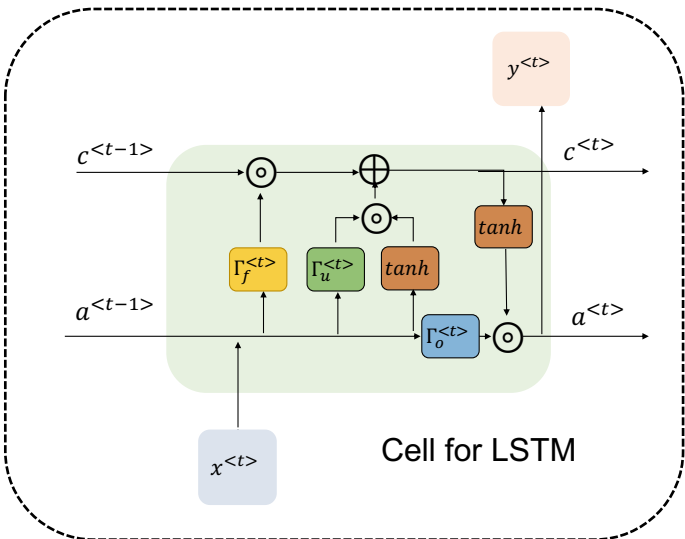 y<t>
c<t-1> c<t>
tanh
Γf<t> Γu<t> tanh
a<t-1> a<t>
Γo<t>
x<t>
Cell for LSTM